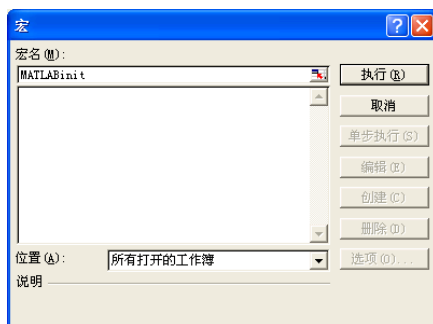 宏
宏名(M):
MATLABinit
执行(R)
取消
单步执行(S)
编辑(E)
创建(C)
删除(D)
选项(O)...
位置(A):
所有打开的工作簿
说明